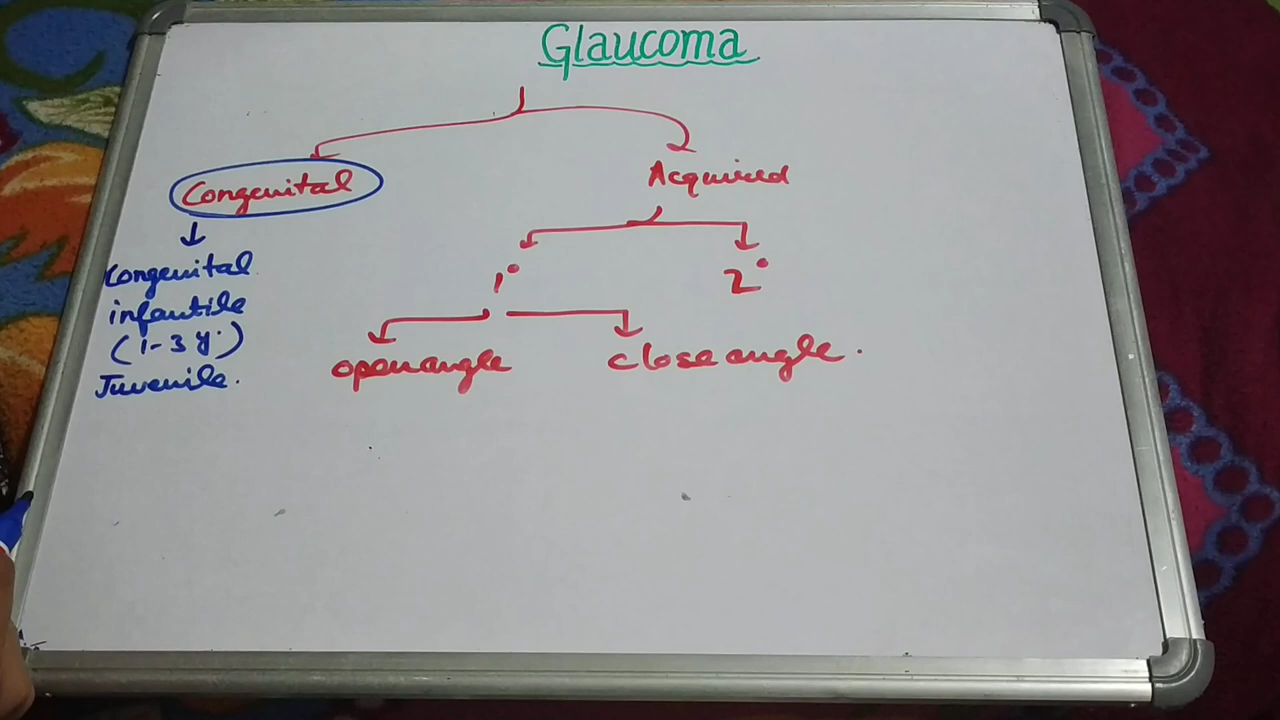 Glaucoma
Congenital
Acquired
1° 2°
Congenital
infantile
(1-3 y.)
Juvenile.
open angle
close angle.